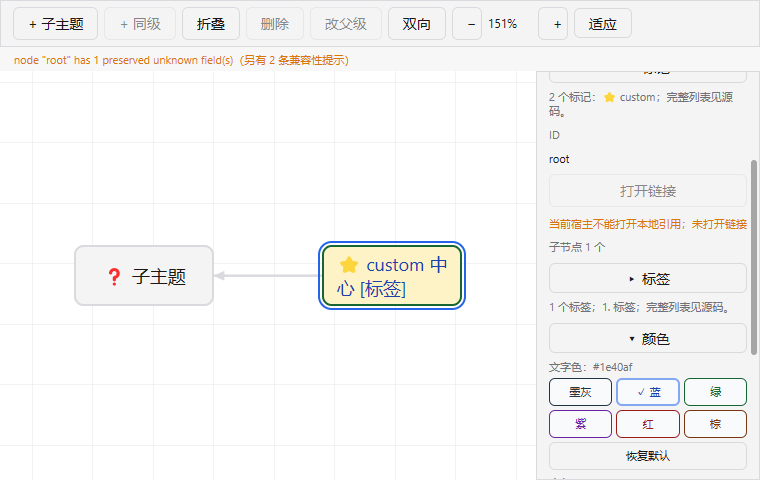 + 子主题
+ 同级
折叠
删除
改父级
双向
−
151%
+
适应
node "root" has 1 preserved unknown field(s)（另有 2 条兼容性提示）
2 个标记：⭐ custom；完整列表见源
码。
ID
root
打开链接
当前宿主不能打开本地引用；未打开链接
子节点 1 个
▸ 标签
1 个标签；1. 标签；完整列表见源码。
▾ 颜色
文字色：#1e40af
墨灰
✓ 蓝
绿
紫
红
棕
恢复默认
❓ 子主题
⭐ custom 中
心 [标签]